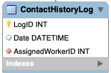 ContactHistoryLog
LogID INT
Date DATETIME
AssignedWorkerID INT
Indexes